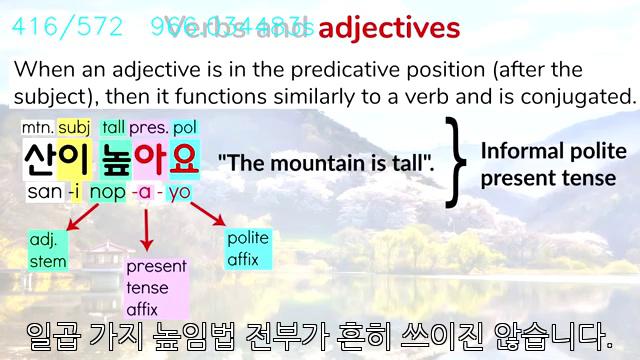 416/572 966.034483s
Verbs and adjectives
When an adjective is in the predicative position (after the
subject), then it functions similarly to a verb and is conjugated.
mtn. subj tall pres. pol
산이 높아요 "The mountain is tall". Informal polite
present tense
san -i nop -a - yo
adj.
stem
present
tense
affix
polite
affix
일곱 가지 높임법 전부가 흔히 쓰이진 않습니다.